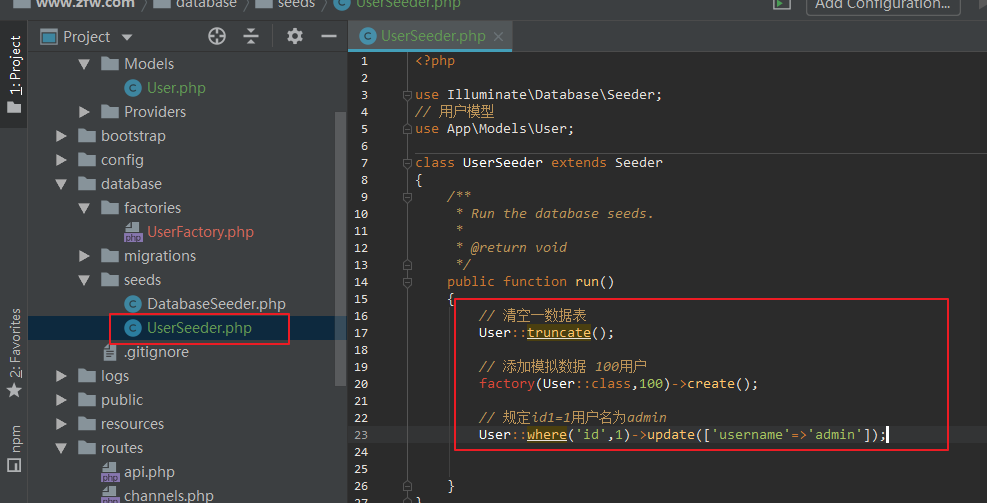 www.zfw.com database seeds UserSeeder.php
Add Configuration...
1: Project
2: Favorites
npm
Project
Models
User.php
Providers
bootstrap
config
database
factories
UserFactory.php
migrations
seeds
DatabaseSeeder.php
UserSeeder.php
.gitignore
logs
public
resources
routes
api.php
channels.php
UserSeeder.php
1 <?php
2
3 use Illuminate\Database\Seeder;
4 // 用户模型
5 use App\Models\User;
6
7 class UserSeeder extends Seeder
8 {
9 /**
10 * Run the database seeds.
11 *
12 * @return void
13 */
14 public function run()
15 {
16 // 清空一数据表
17 User::truncate();
18
19 // 添加模拟数据 100用户
20 factory(User::class,100)->create();
21
22 // 规定id1=1用户名为admin
23 User::where('id',1)->update(['username'=>'admin']);
24
25
26 }
27 }